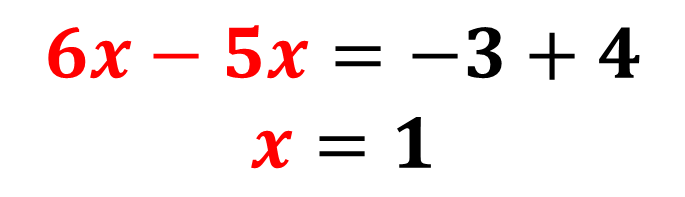 6x − 5x = −3 + 4
x = 1